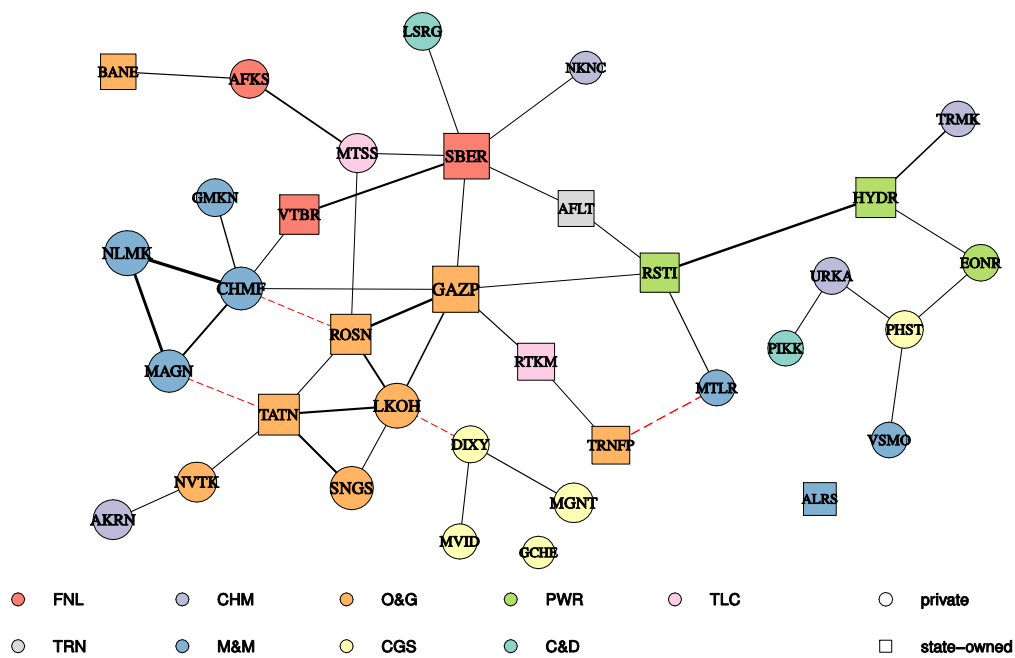 LSRG
BANE
AFKS
NKNC
TRMK
MTSS
SBER
GMKN
VTBR
AFLT
HYDR
NLMK
CHMF
GAZP
RSTI
URKA
EONR
ROSN
PHST
MAGN
RTKM
PIKK
TATN
LKOH
MTLR
DIXY
TRNFP
VSMO
NVTK
SNGS
MGNT
ALRS
AKRN
MVID
GCHE
FNL CHM O&G PWR TLC private
TRN M&M CGS C&D state-owned